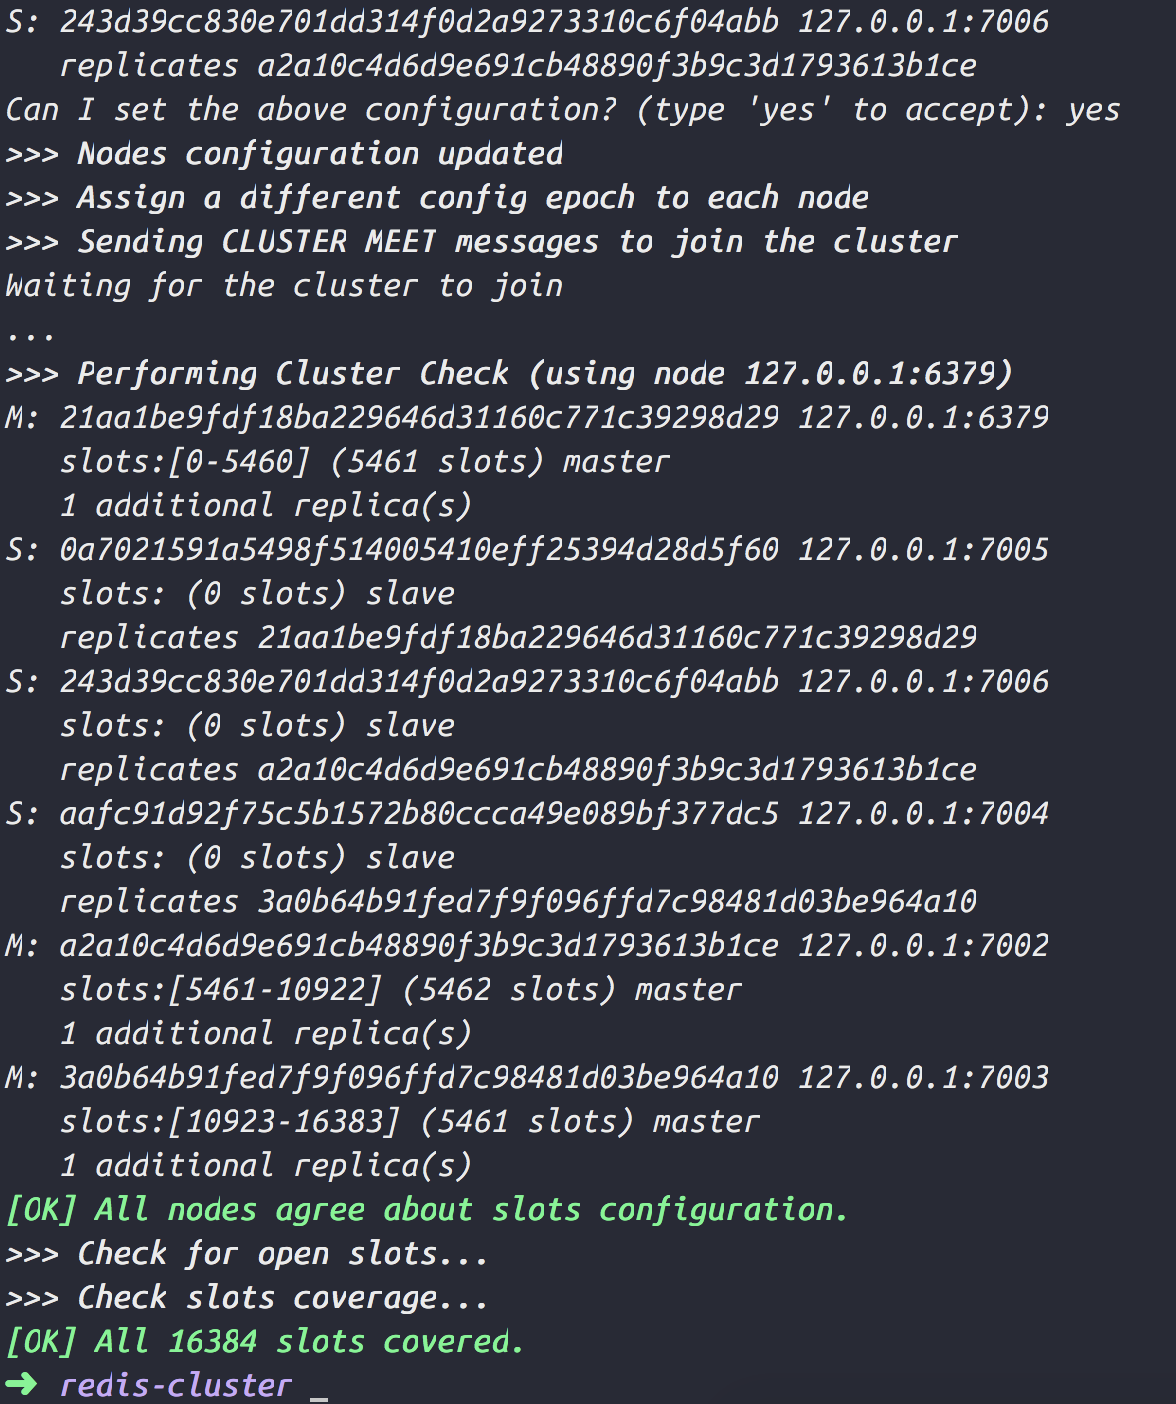 S: 243d39cc830e701dd314f0d2a9273310c6f04abb 127.0.0.1:7006
   replicates a2a10c4d6d9e691cb48890f3b9c3d1793613b1ce
Can I set the above configuration? (type 'yes' to accept): yes
>>> Nodes configuration updated
>>> Assign a different config epoch to each node
>>> Sending CLUSTER MEET messages to join the cluster
Waiting for the cluster to join
...
>>> Performing Cluster Check (using node 127.0.0.1:6379)
M: 21aa1be9fdf18ba229646d31160c771c39298d29 127.0.0.1:6379
   slots:[0-5460] (5461 slots) master
   1 additional replica(s)
S: 0a7021591a5498f514005410eff25394d28d5f60 127.0.0.1:7005
   slots: (0 slots) slave
   replicates 21aa1be9fdf18ba229646d31160c771c39298d29
S: 243d39cc830e701dd314f0d2a9273310c6f04abb 127.0.0.1:7006
   slots: (0 slots) slave
   replicates a2a10c4d6d9e691cb48890f3b9c3d1793613b1ce
S: aafc91d92f75c5b1572b80ccca49e089bf377dc5 127.0.0.1:7004
   slots: (0 slots) slave
   replicates 3a0b64b91fed7f9f096ffd7c98481d03be964a10
M: a2a10c4d6d9e691cb48890f3b9c3d1793613b1ce 127.0.0.1:7002
   slots:[5461-10922] (5462 slots) master
   1 additional replica(s)
M: 3a0b64b91fed7f9f096ffd7c98481d03be964a10 127.0.0.1:7003
   slots:[10923-16383] (5461 slots) master
   1 additional replica(s)
[OK] All nodes agree about slots configuration.
>>> Check for open slots...
>>> Check slots coverage...
[OK] All 16384 slots covered.
➜ redis-cluster _